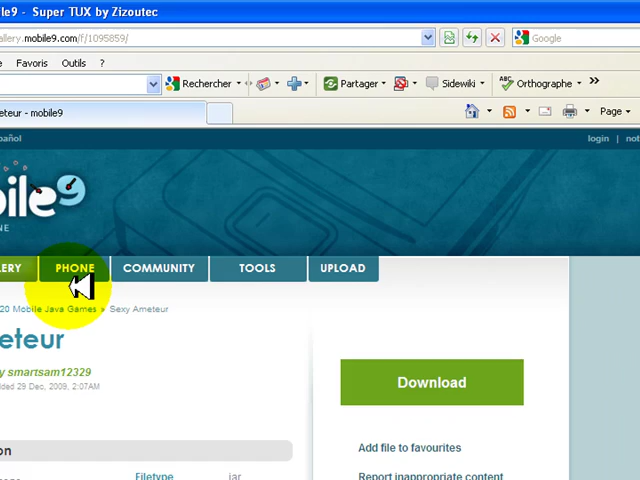 le9 - Super TUX by Zizoutec
allery.mobile9.com/f/1095859/
Google
Favoris Outils ?
Rechercher Partager Sidewiki ABC Orthographe »
eteur - mobile9
Page
pañol login | not
bile9
NE
ERY PHONE COMMUNITY TOOLS UPLOAD
20 Mobile Java Games » Sexy Ameteur
eteur
y smartsam12329
ded 29 Dec, 2009, 2:07AM
Download
Add file to favourites
on
Filetype jar
Report inappropriate content